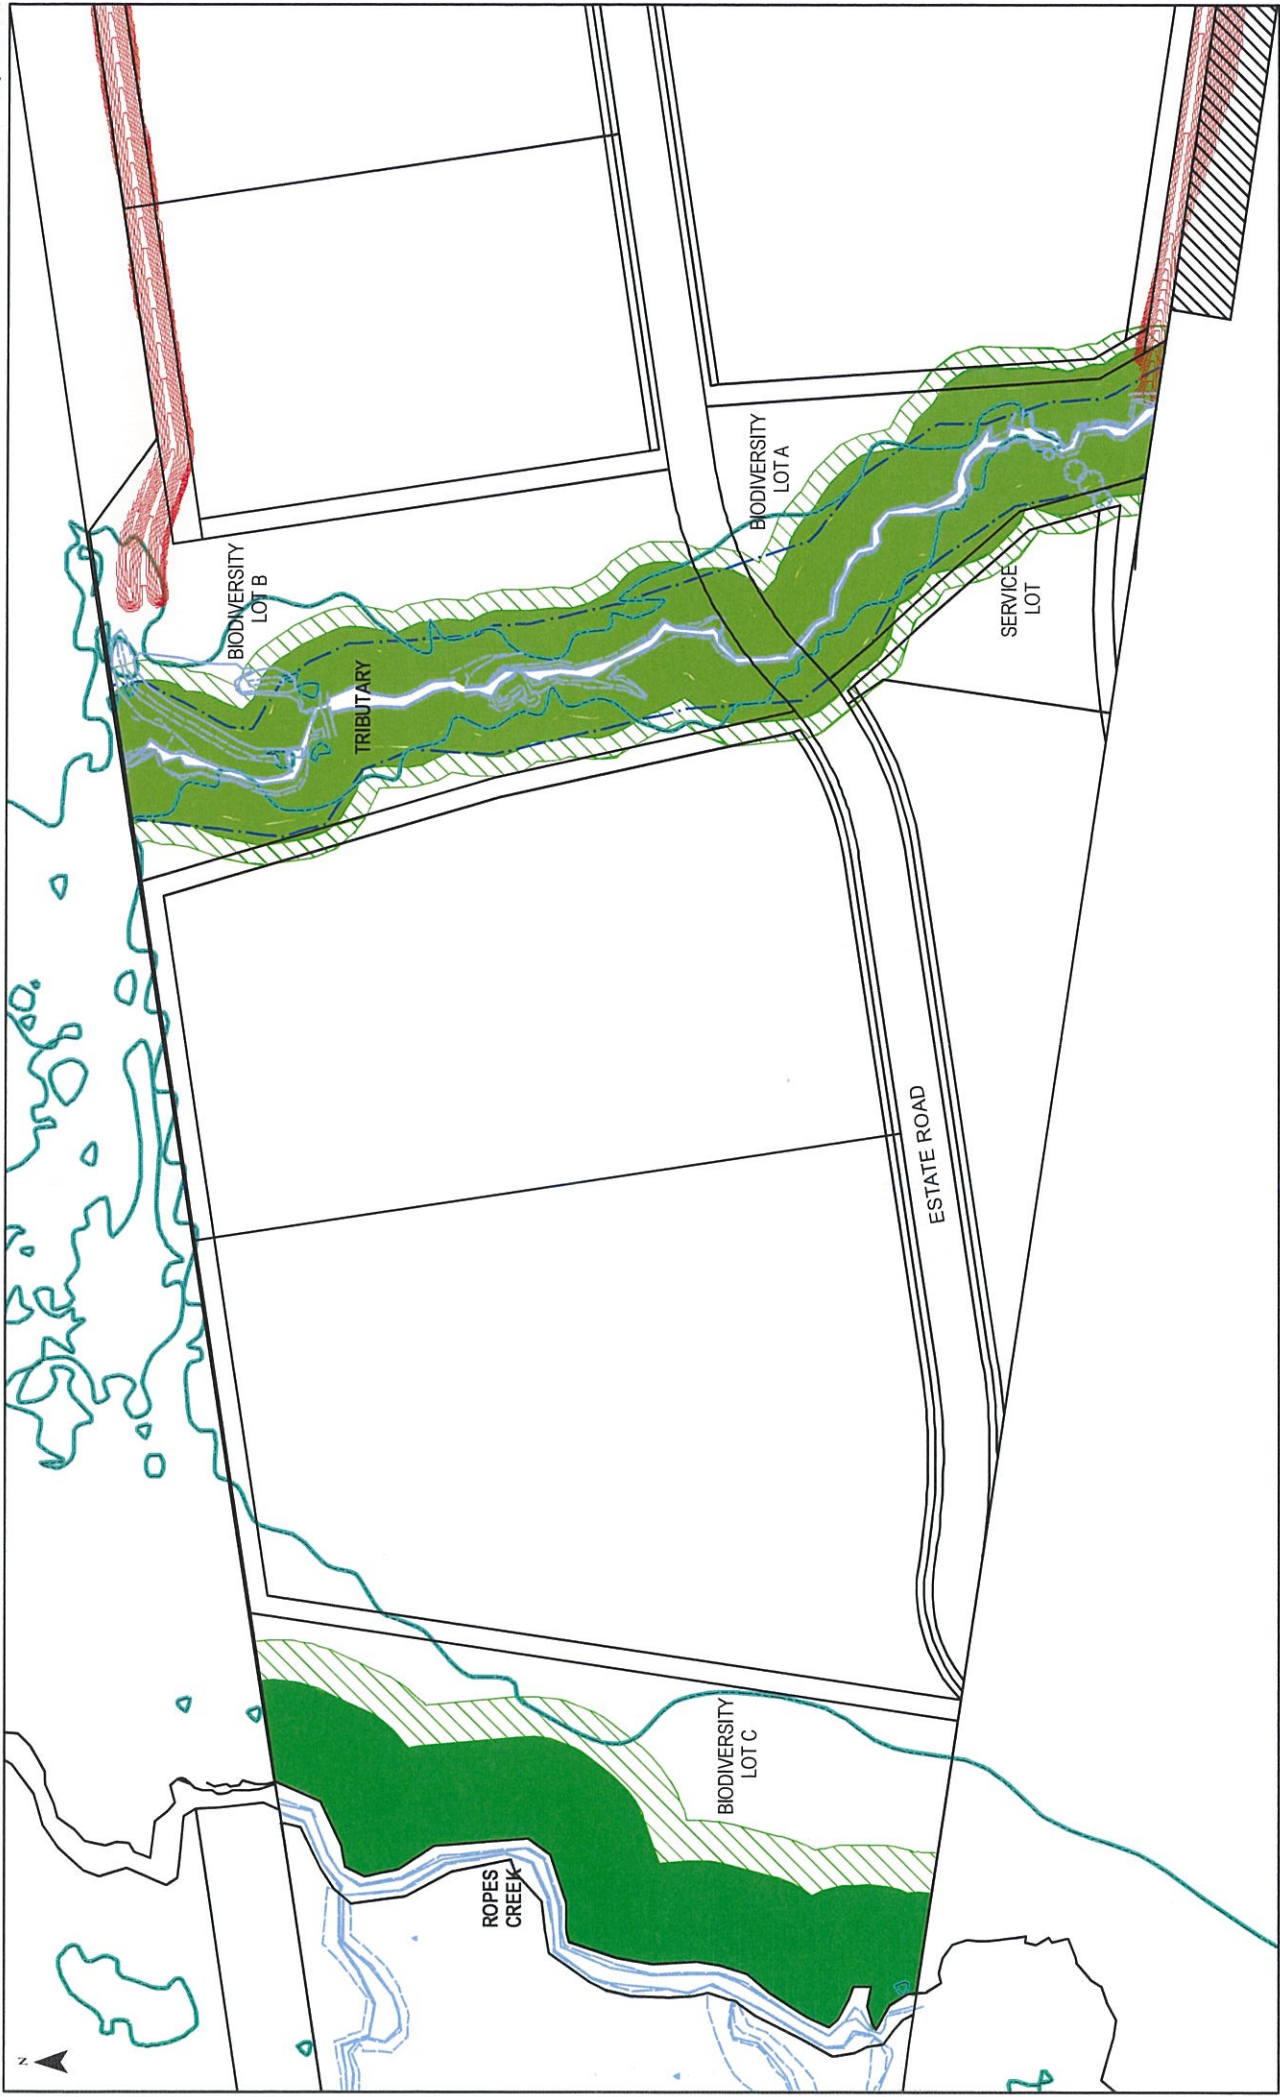 BIODIVERSITY
LOT A
BIODIVERSITY
LOT B
SERVICE
LOT
TRIBUTARY
ESTATE ROAD
BIODIVERSITY
LOT C
ROPES
CREEK
N